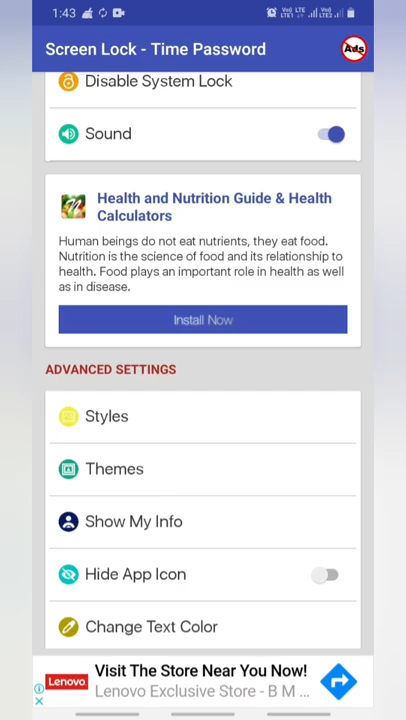 1:43
Vo) LTE LTE1 Vo) LTE2
Screen Lock - Time Password
Ads
Disable System Lock
Sound
Health and Nutrition Guide & Health
Calculators
Human beings do not eat nutrients, they eat food.
Nutrition is the science of food and its relationship to
health. Food plays an important role in health as well
as in disease.
Install Now
ADVANCED SETTINGS
Styles
Themes
Show My Info
Hide App Icon
Change Text Color
Lenovo
Visit The Store Near You Now!
Lenovo Exclusive Store - B M ...